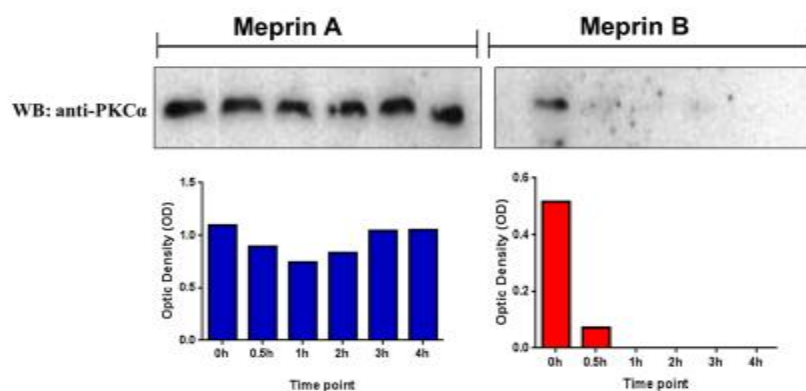 Meprin A
Meprin B
WB: anti-PKCα
Optic Density (OD)
1.5
1.0
0.5
0.0
0h 0.5h 1h 2h 3h 4h
Time point
Optic Density (OD)
0.6
0.4
0.2
0.0
0h 0.5h 1h 2h 3h 4h
Time point